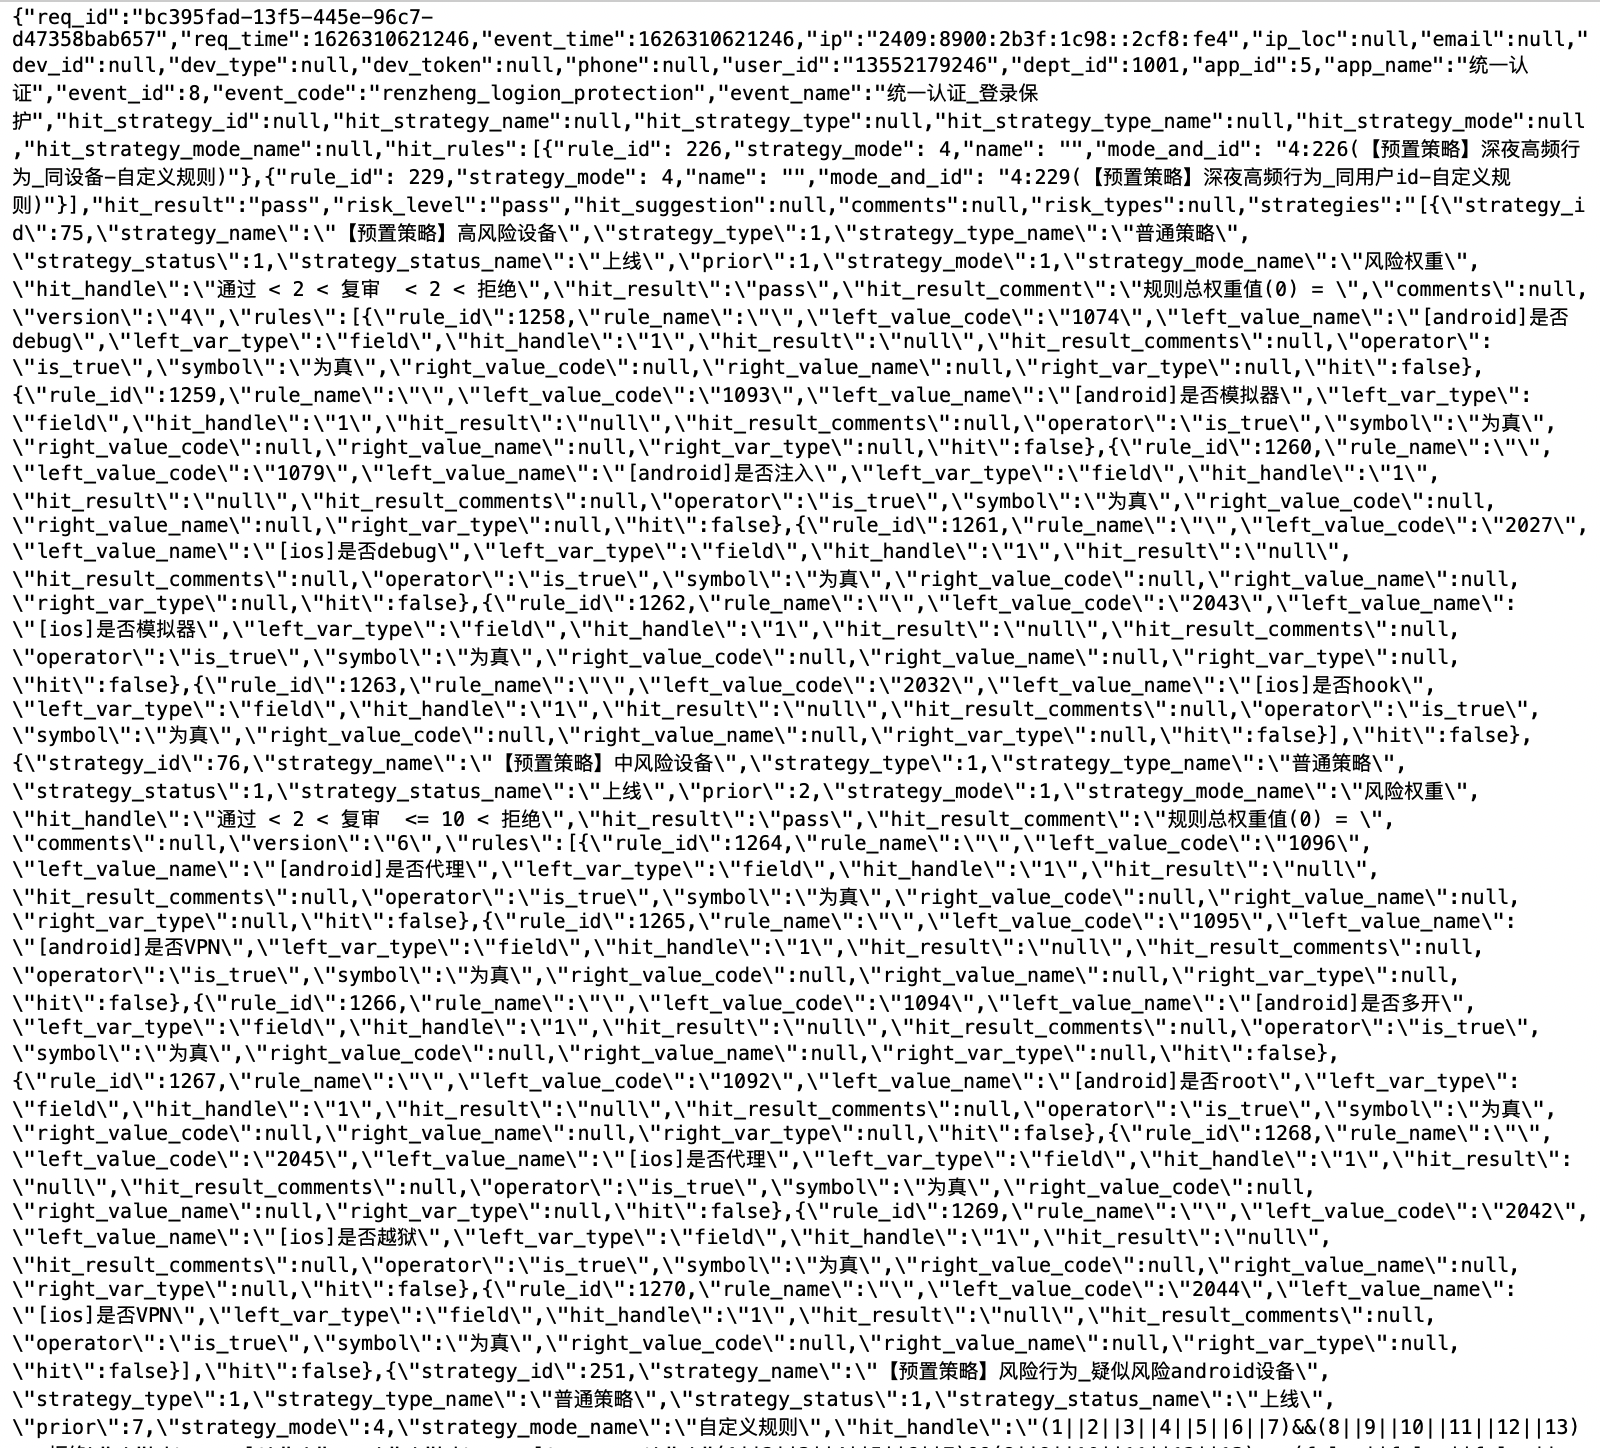 {"req_id":"bc395fad-13f5-445e-96c7-
d47358bab657","req_time":1626310621246,"event_time":1626310621246,"ip":"2409:8900:2b3f:1c98::2cf8:fe4","ip_loc":null,"email":null,"
dev_id":null,"dev_type":null,"dev_token":null,"phone":null,"user_id":"13552179246","dept_id":1001,"app_id":5,"app_name":"统一认
证","event_id":8,"event_code":"renzheng_logion_protection","event_name":"统一认证_登录保
护","hit_strategy_id":null,"hit_strategy_name":null,"hit_strategy_type":null,"hit_strategy_type_name":null,"hit_strategy_mode":null
,"hit_strategy_mode_name":null,"hit_rules":[{"rule_id": 226,"strategy_mode": 4,"name": "","mode_and_id": "4:226(【预置策略】深夜高频行
为_同设备-自定义规则)"},{"rule_id": 229,"strategy_mode": 4,"name": "","mode_and_id": "4:229(【预置策略】深夜高频行为_同用户id-自定义规
则)"}],"hit_result":"pass","risk_level":"pass","hit_suggestion":null,"comments":null,"risk_types":null,"strategies":"[{\"strategy_i
d\":75,\"strategy_name\":\"【预置策略】高风险设备\",\"strategy_type\":1,\"strategy_type_name\":\"普通策略\",
\"strategy_status\":1,\"strategy_status_name\":\"上线\",\"prior\":1,\"strategy_mode\":1,\"strategy_mode_name\":\"风险权重\",
\"hit_handle\":\"通过 < 2 < 复审  < 2 < 拒绝\",\"hit_result\":\"pass\",\"hit_result_comment\":\"规则总权重值(0) = \",\"comments\":null,
\"version\":\"4\",\"rules\":[{\"rule_id\":1258,\"rule_name\":\"\",\"left_value_code\":\"1074\",\"left_value_name\":\"[android]是否
debug\",\"left_var_type\":\"field\",\"hit_handle\":\"1\",\"hit_result\":\"null\",\"hit_result_comments\":null,\"operator\":
\"is_true\",\"symbol\":\"为真\",\"right_value_code\":null,\"right_value_name\":null,\"right_var_type\":null,\"hit\":false},
{\"rule_id\":1259,\"rule_name\":\"\",\"left_value_code\":\"1093\",\"left_value_name\":\"[android]是否模拟器\",\"left_var_type\":
\"field\",\"hit_handle\":\"1\",\"hit_result\":\"null\",\"hit_result_comments\":null,\"operator\":\"is_true\",\"symbol\":\"为真\",
\"right_value_code\":null,\"right_value_name\":null,\"right_var_type\":null,\"hit\":false},{\"rule_id\":1260,\"rule_name\":\"\",
\"left_value_code\":\"1079\",\"left_value_name\":\"[android]是否注入\",\"left_var_type\":\"field\",\"hit_handle\":\"1\",
\"hit_result\":\"null\",\"hit_result_comments\":null,\"operator\":\"is_true\",\"symbol\":\"为真\",\"right_value_code\":null,
\"right_value_name\":null,\"right_var_type\":null,\"hit\":false},{\"rule_id\":1261,\"rule_name\":\"\",\"left_value_code\":\"2027\",
\"left_value_name\":\"[ios]是否debug\",\"left_var_type\":\"field\",\"hit_handle\":\"1\",\"hit_result\":\"null\",
\"hit_result_comments\":null,\"operator\":\"is_true\",\"symbol\":\"为真\",\"right_value_code\":null,\"right_value_name\":null,
\"right_var_type\":null,\"hit\":false},{\"rule_id\":1262,\"rule_name\":\"\",\"left_value_code\":\"2043\",\"left_value_name\":
\"[ios]是否模拟器\",\"left_var_type\":\"field\",\"hit_handle\":\"1\",\"hit_result\":\"null\",\"hit_result_comments\":null,
\"operator\":\"is_true\",\"symbol\":\"为真\",\"right_value_code\":null,\"right_value_name\":null,\"right_var_type\":null,
\"hit\":false},{\"rule_id\":1263,\"rule_name\":\"\",\"left_value_code\":\"2032\",\"left_value_name\":\"[ios]是否hook\",
\"left_var_type\":\"field\",\"hit_handle\":\"1\",\"hit_result\":\"null\",\"hit_result_comments\":null,\"operator\":\"is_true\",
\"symbol\":\"为真\",\"right_value_code\":null,\"right_value_name\":null,\"right_var_type\":null,\"hit\":false}],\"hit\":false},
{\"strategy_id\":76,\"strategy_name\":\"【预置策略】中风险设备\",\"strategy_type\":1,\"strategy_type_name\":\"普通策略\",
\"strategy_status\":1,\"strategy_status_name\":\"上线\",\"prior\":2,\"strategy_mode\":1,\"strategy_mode_name\":\"风险权重\",
\"hit_handle\":\"通过 < 2 < 复审  <= 10 < 拒绝\",\"hit_result\":\"pass\",\"hit_result_comment\":\"规则总权重值(0) = \",
\"comments\":null,\"version\":\"6\",\"rules\":[{\"rule_id\":1264,\"rule_name\":\"\",\"left_value_code\":\"1096\",
\"left_value_name\":\"[android]是否代理\",\"left_var_type\":\"field\",\"hit_handle\":\"1\",\"hit_result\":\"null\",
\"hit_result_comments\":null,\"operator\":\"is_true\",\"symbol\":\"为真\",\"right_value_code\":null,\"right_value_name\":null,
\"right_var_type\":null,\"hit\":false},{\"rule_id\":1265,\"rule_name\":\"\",\"left_value_code\":\"1095\",\"left_value_name\":
\"[android]是否VPN\",\"left_var_type\":\"field\",\"hit_handle\":\"1\",\"hit_result\":\"null\",\"hit_result_comments\":null,
\"operator\":\"is_true\",\"symbol\":\"为真\",\"right_value_code\":null,\"right_value_name\":null,\"right_var_type\":null,
\"hit\":false},{\"rule_id\":1266,\"rule_name\":\"\",\"left_value_code\":\"1094\",\"left_value_name\":\"[android]是否多开\",
\"left_var_type\":\"field\",\"hit_handle\":\"1\",\"hit_result\":\"null\",\"hit_result_comments\":null,\"operator\":\"is_true\",
\"symbol\":\"为真\",\"right_value_code\":null,\"right_value_name\":null,\"right_var_type\":null,\"hit\":false},
{\"rule_id\":1267,\"rule_name\":\"\",\"left_value_code\":\"1092\",\"left_value_name\":\"[android]是否root\",\"left_var_type\":
\"field\",\"hit_handle\":\"1\",\"hit_result\":\"null\",\"hit_result_comments\":null,\"operator\":\"is_true\",\"symbol\":\"为真\",
\"right_value_code\":null,\"right_value_name\":null,\"right_var_type\":null,\"hit\":false},{\"rule_id\":1268,\"rule_name\":\"\",
\"left_value_code\":\"2045\",\"left_value_name\":\"[ios]是否代理\",\"left_var_type\":\"field\",\"hit_handle\":\"1\",\"hit_result\":
\"null\",\"hit_result_comments\":null,\"operator\":\"is_true\",\"symbol\":\"为真\",\"right_value_code\":null,
\"right_value_name\":null,\"right_var_type\":null,\"hit\":false},{\"rule_id\":1269,\"rule_name\":\"\",\"left_value_code\":\"2042\",
\"left_value_name\":\"[ios]是否越狱\",\"left_var_type\":\"field\",\"hit_handle\":\"1\",\"hit_result\":\"null\",
\"hit_result_comments\":null,\"operator\":\"is_true\",\"symbol\":\"为真\",\"right_value_code\":null,\"right_value_name\":null,
\"right_var_type\":null,\"hit\":false},{\"rule_id\":1270,\"rule_name\":\"\",\"left_value_code\":\"2044\",\"left_value_name\":
\"[ios]是否VPN\",\"left_var_type\":\"field\",\"hit_handle\":\"1\",\"hit_result\":\"null\",\"hit_result_comments\":null,
\"operator\":\"is_true\",\"symbol\":\"为真\",\"right_value_code\":null,\"right_value_name\":null,\"right_var_type\":null,
\"hit\":false}],\"hit\":false},{\"strategy_id\":251,\"strategy_name\":\"【预置策略】风险行为_疑似风险android设备\",
\"strategy_type\":1,\"strategy_type_name\":\"普通策略\",\"strategy_status\":1,\"strategy_status_name\":\"上线\",
\"prior\":7,\"strategy_mode\":4,\"strategy_mode_name\":\"自定义规则\",\"hit_handle\":\"(1||2||3||4||5||6||7)&&(8||9||10||11||12||13)